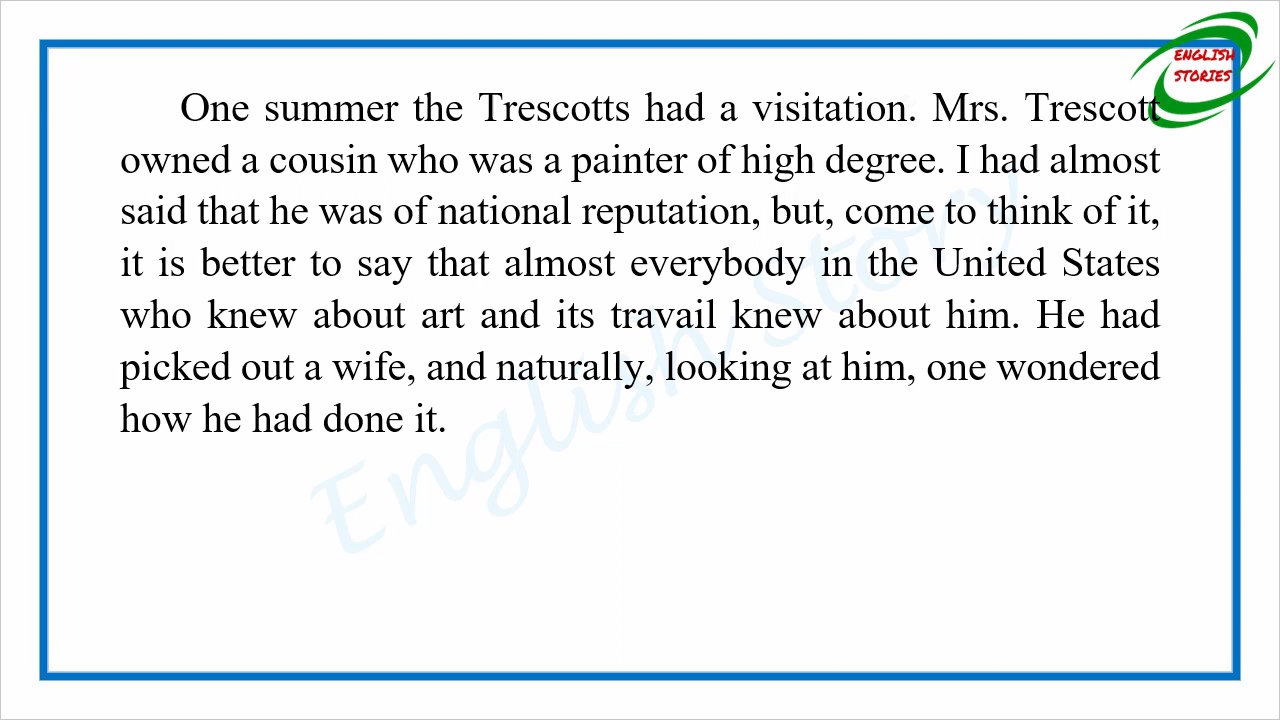 ENGLISH
STORIES
One summer the Trescotts had a visitation. Mrs. Trescott
owned a cousin who was a painter of high degree. I had almost
said that he was of national reputation, but, come to think of it,
it is better to say that almost everybody in the United States
who knew about art and its travail knew about him. He had
picked out a wife, and naturally, looking at him, one wondered
how he had done it.
English Story